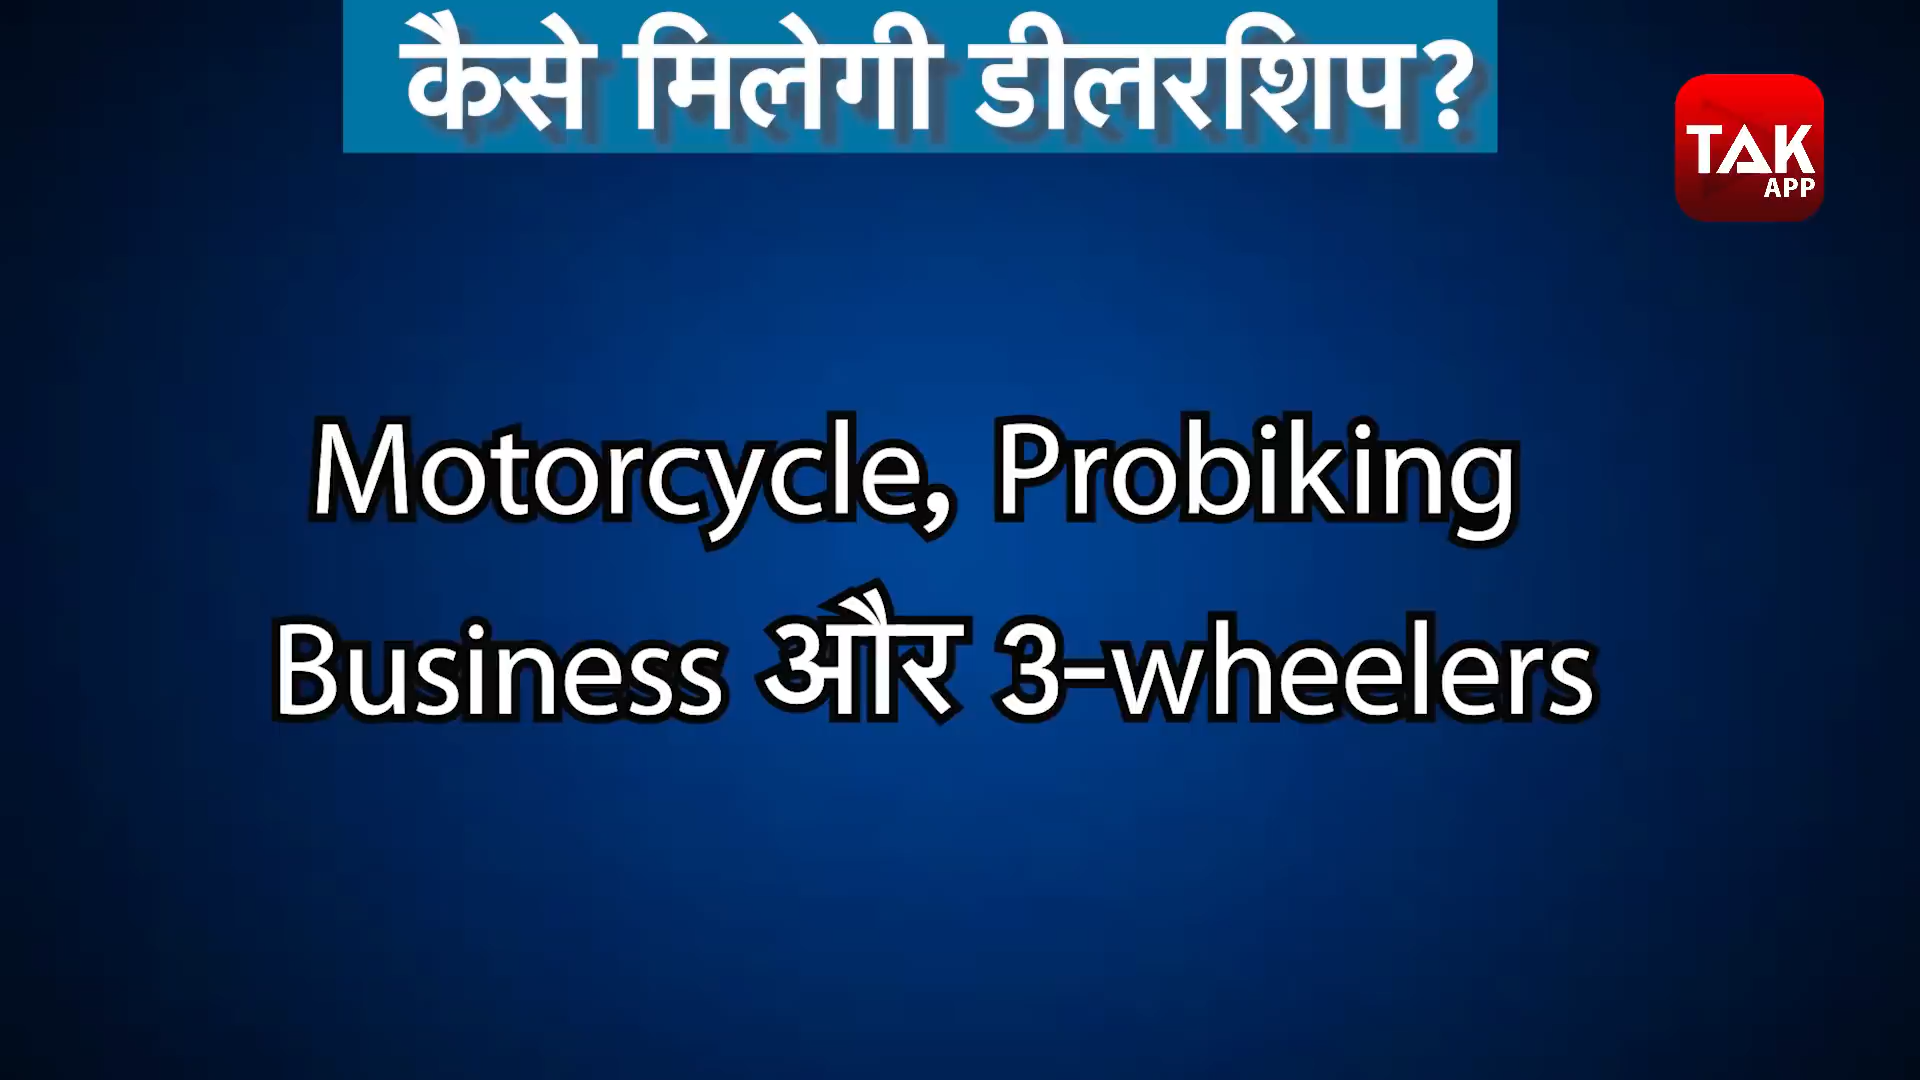 कैसे मिलेगी डीलरशिप?
TAK
APP
Motorcycle, Probiking
Business और 3-wheelers